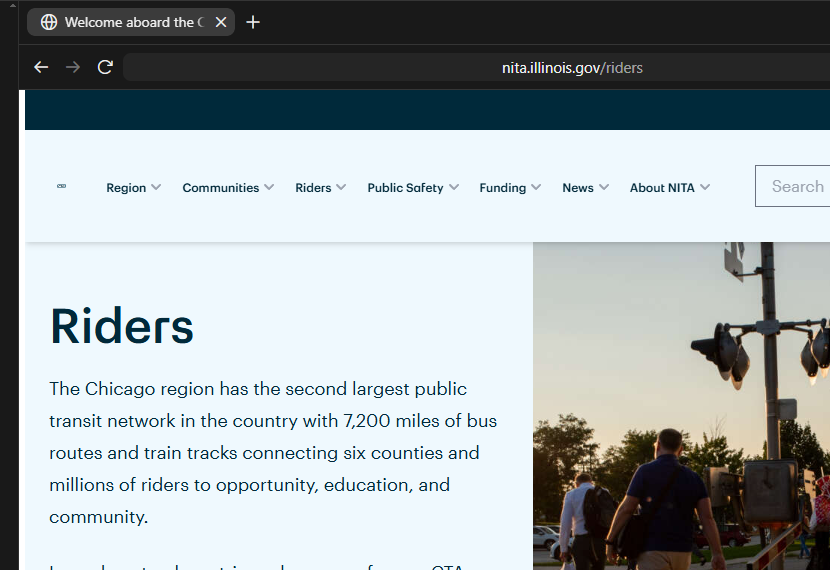 Welcome aboard the
nita.illinois.gov/riders
Region
Communities
Riders
Public Safety
Funding
News
About NITA
Search
Riders
The Chicago region has the second largest public
transit network in the country with 7,200 miles of bus
routes and train tracks connecting six counties and
millions of riders to opportunity, education, and
community.